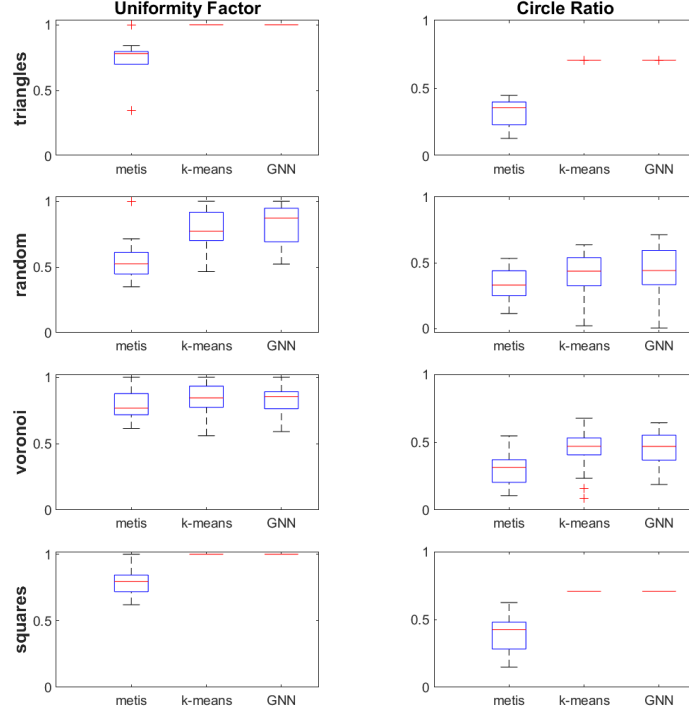 Uniformity Factor
Circle Ratio
triangles
1
0.5
0
metis k-means GNN
1
0.5
0
metis k-means GNN
random
1
0.5
0
metis k-means GNN
1
0.5
0
metis k-means GNN
voronoi
1
0.5
0
metis k-means GNN
1
0.5
0
metis k-means GNN
squares
1
0.5
0
metis k-means GNN
1
0.5
0
metis k-means GNN